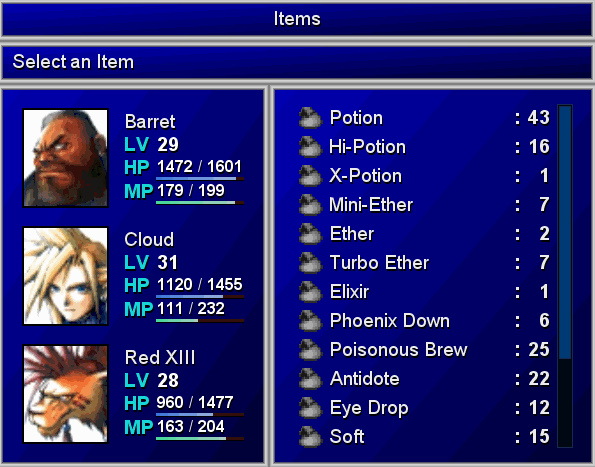 Items
Select an Item
Barret
LV 29
HP 1472 / 1601
MP 179 / 199
Cloud
LV 31
HP 1120 / 1455
MP 111 / 232
Red XIII
LV 28
HP 960 / 1477
MP 163 / 204
Potion : 43
Hi-Potion : 16
X-Potion : 1
Mini-Ether : 7
Ether : 2
Turbo Ether : 7
Elixir : 1
Phoenix Down : 6
Poisonous Brew : 25
Antidote : 22
Eye Drop : 12
Soft : 15